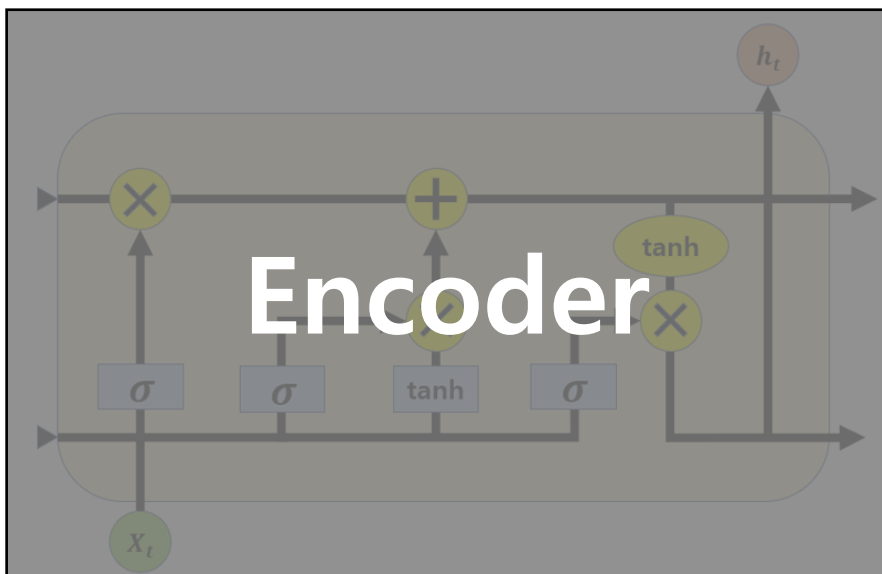 h_t
tanh
Encoder
σ
σ
tanh
σ
X_t